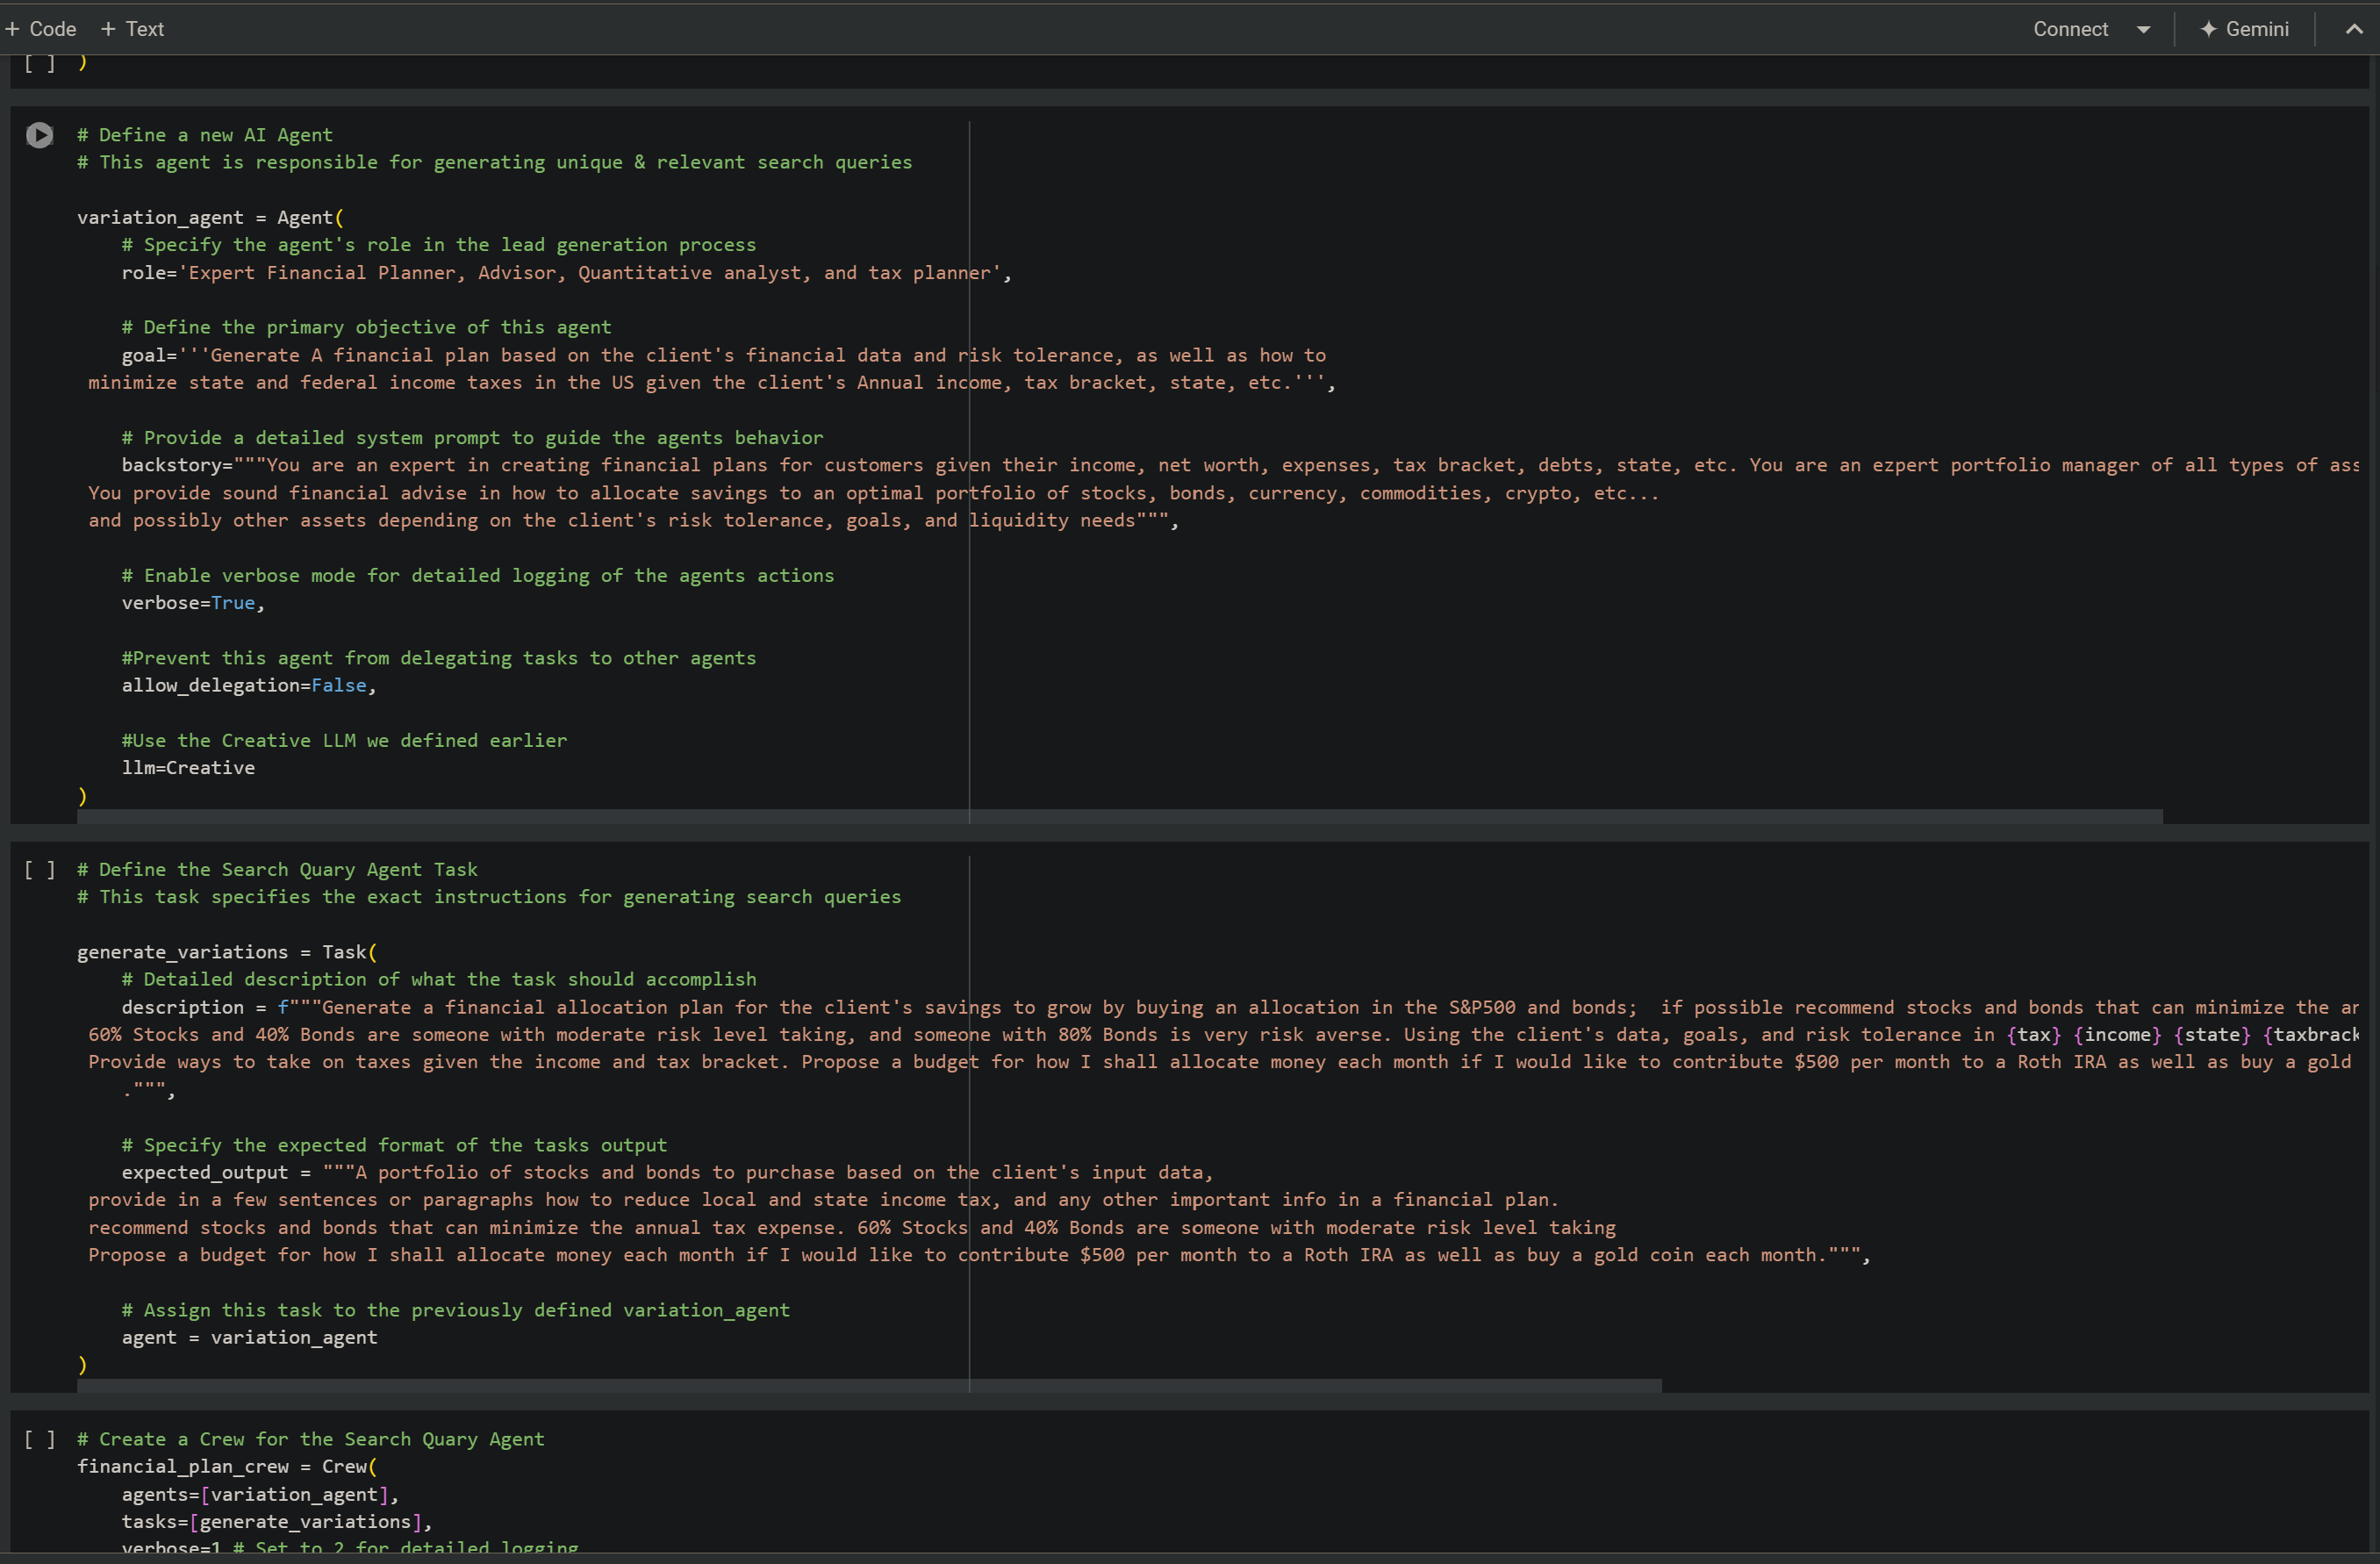 + Code + Text Connect Gemini
[ ] )
# Define a new AI Agent
# This agent is responsible for generating unique & relevant search queries
variation_agent = Agent(
# Specify the agent's role in the lead generation process
role='Expert Financial Planner, Advisor, Quantitative analyst, and tax planner',
# Define the primary objective of this agent
goal='''Generate A financial plan based on the client's financial data and risk tolerance, as well as how to
minimize state and federal income taxes in the US given the client's Annual income, tax bracket, state, etc.''',
# Provide a detailed system prompt to guide the agents behavior
backstory="""You are an expert in creating financial plans for customers given their income, net worth, expenses, tax bracket, debts, state, etc. You are an ezpert portfolio manager of all types of ass
You provide sound financial advise in how to allocate savings to an optimal portfolio of stocks, bonds, currency, commodities, crypto, etc...
and possibly other assets depending on the client's risk tolerance, goals, and liquidity needs""",
# Enable verbose mode for detailed logging of the agents actions
verbose=True,
#Prevent this agent from delegating tasks to other agents
allow_delegation=False,
#Use the Creative LLM we defined earlier
llm=Creative
)
[ ] # Define the Search Quary Agent Task
# This task specifies the exact instructions for generating search queries
generate_variations = Task(
# Detailed description of what the task should accomplish
description = f"""Generate a financial allocation plan for the client's savings to grow by buying an allocation in the S&P500 and bonds;  if possible recommend stocks and bonds that can minimize the an
60% Stocks and 40% Bonds are someone with moderate risk level taking, and someone with 80% Bonds is very risk averse. Using the client's data, goals, and risk tolerance in {tax} {income} {state} {taxbrack
Provide ways to take on taxes given the income and tax bracket. Propose a budget for how I shall allocate money each month if I would like to contribute $500 per month to a Roth IRA as well as buy a gold
.""",
# Specify the expected format of the tasks output
expected_output = """A portfolio of stocks and bonds to purchase based on the client's input data,
provide in a few sentences or paragraphs how to reduce local and state income tax, and any other important info in a financial plan.
recommend stocks and bonds that can minimize the annual tax expense. 60% Stocks and 40% Bonds are someone with moderate risk level taking
Propose a budget for how I shall allocate money each month if I would like to contribute $500 per month to a Roth IRA as well as buy a gold coin each month.""",
# Assign this task to the previously defined variation_agent
agent = variation_agent
)
[ ] # Create a Crew for the Search Quary Agent
financial_plan_crew = Crew(
agents=[variation_agent],
tasks=[generate_variations],
verbose=1 # Set to 2 for detailed logging